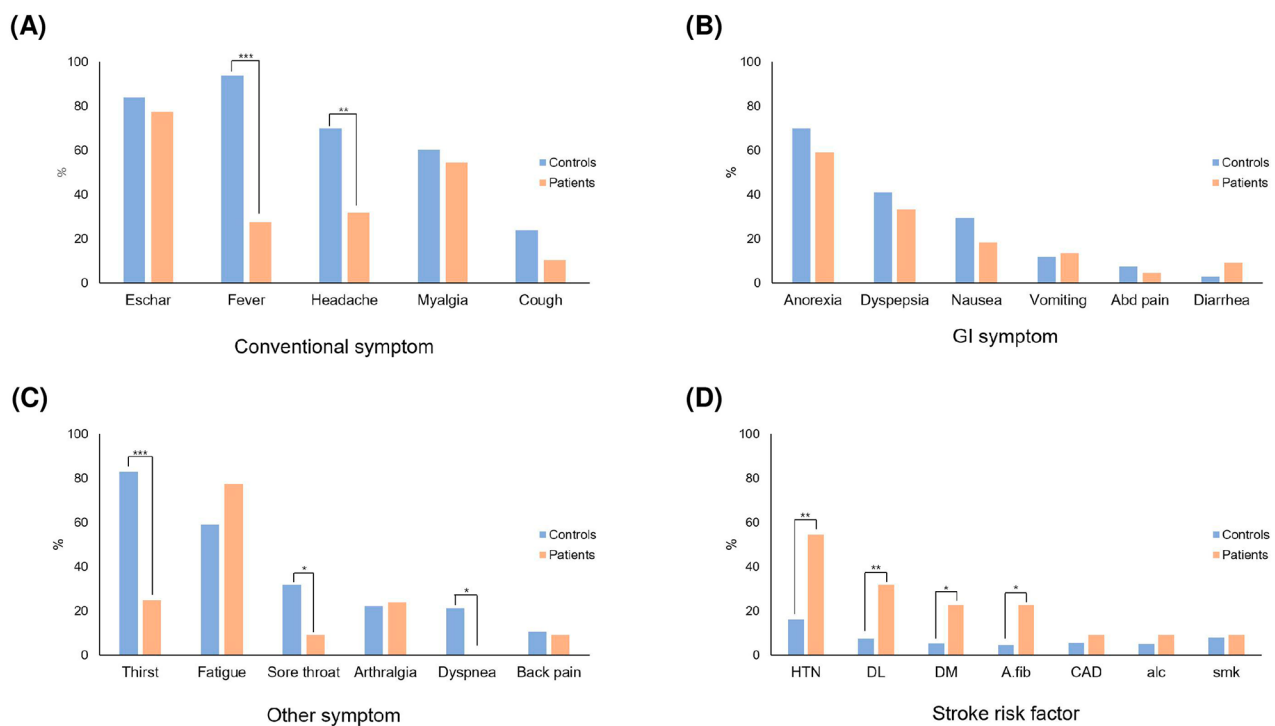 (A)
100
80
60
40
20
0
%
***
**
Controls
Patients
Eschar Fever Headache Myalgia Cough
Conventional symptom
(B)
100
80
60
40
20
0
%
Controls
Patients
Anorexia Dyspepsia Nausea Vomiting Abd pain Diarrhea
GI symptom
(C)
100
80
60
40
20
0
%
***
*
*
Controls
Patients
Thirst Fatigue Sore throat Arthralgia Dyspnea Back pain
Other symptom
(D)
100
80
60
40
20
0
%
**
**
*
*
Controls
Patients
HTN DL DM A.fib CAD alc smk
Stroke risk factor